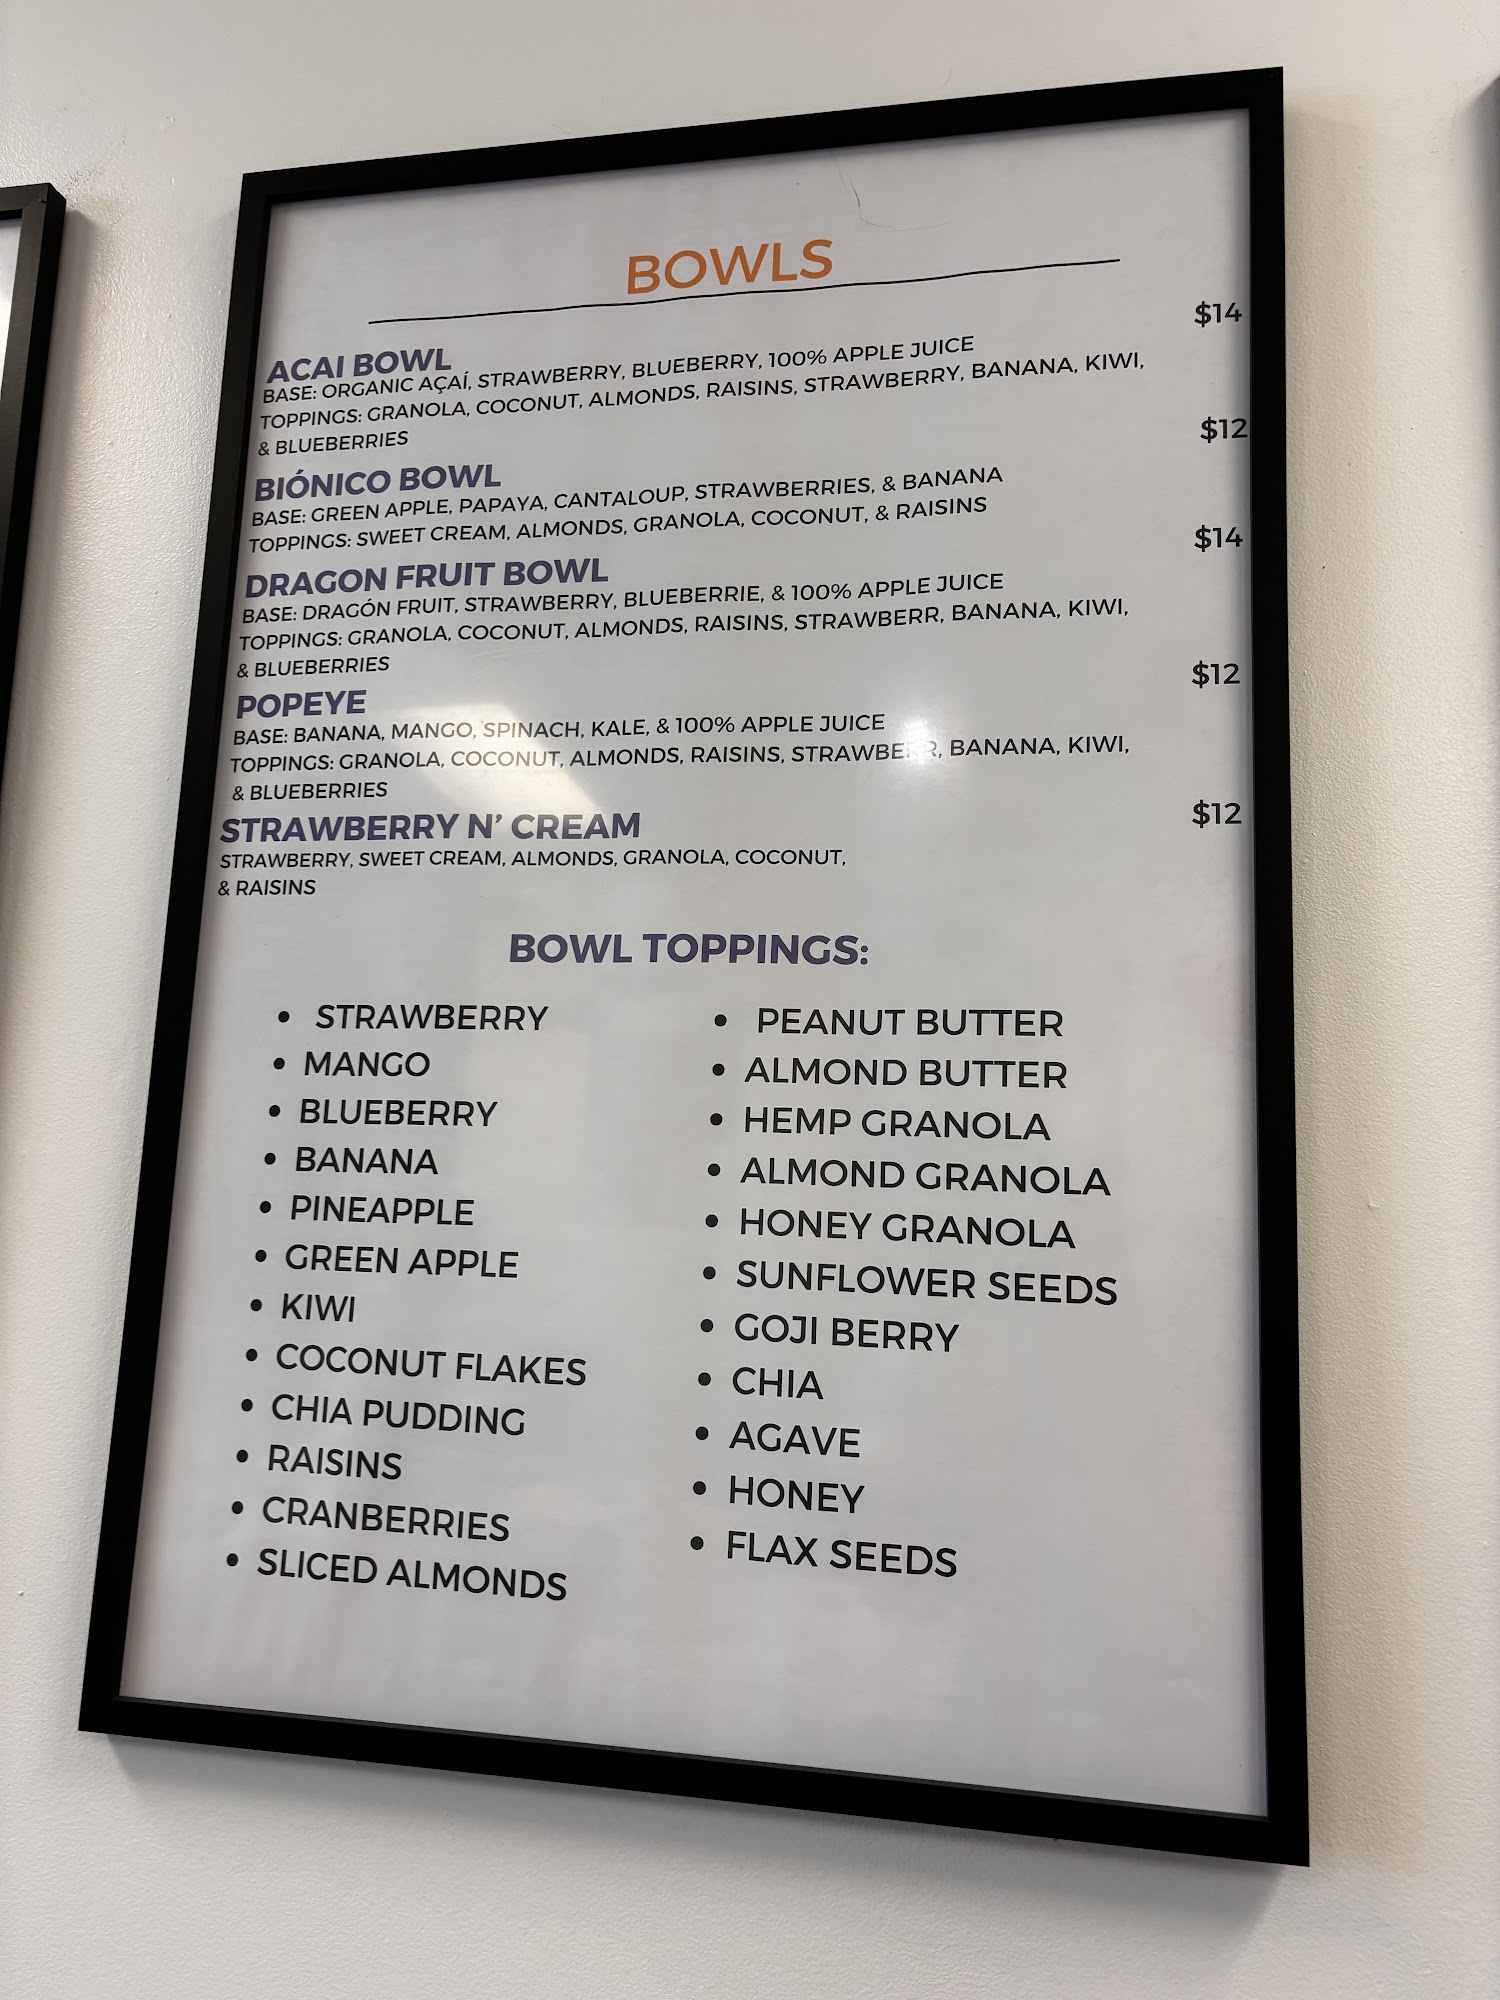 BOWLS
$14
ACAI BOWL
BASE: ORGANIC AÇAÍ, STRAWBERRY, BLUEBERRY, 100% APPLE JUICE
TOPPINGS: GRANOLA, COCONUT, ALMONDS, RAISINS, STRAWBERRY, BANANA, KIWI,
& BLUEBERRIES
$12
BIÓNICO BOWL
BASE: GREEN APPLE, PAPAYA, CANTALOUP, STRAWBERRIES, & BANANA
TOPPINGS: SWEET CREAM, ALMONDS, GRANOLA, COCONUT, & RAISINS
$14
DRAGON FRUIT BOWL
BASE: DRAGÓN FRUIT, STRAWBERRY, BLUEBERRIE, & 100% APPLE JUICE
TOPPINGS: GRANOLA, COCONUT, ALMONDS, RAISINS, STRAWBERR, BANANA, KIWI,
& BLUEBERRIES
$12
POPEYE
BASE: BANANA, MANGO, SPINACH, KALE, & 100% APPLE JUICE
TOPPINGS: GRANOLA, COCONUT, ALMONDS, RAISINS, STRAWBERR, BANANA, KIWI,
& BLUEBERRIES
$12
STRAWBERRY N' CREAM
STRAWBERRY, SWEET CREAM, ALMONDS, GRANOLA, COCONUT,
& RAISINS
BOWL TOPPINGS:
• STRAWBERRY
• MANGO
• BLUEBERRY
• BANANA
• PINEAPPLE
• GREEN APPLE
• KIWI
• COCONUT FLAKES
• CHIA PUDDING
• RAISINS
• CRANBERRIES
• SLICED ALMONDS
• PEANUT BUTTER
• ALMOND BUTTER
• HEMP GRANOLA
• ALMOND GRANOLA
• HONEY GRANOLA
• SUNFLOWER SEEDS
• GOJI BERRY
• CHIA
• AGAVE
• HONEY
• FLAX SEEDS